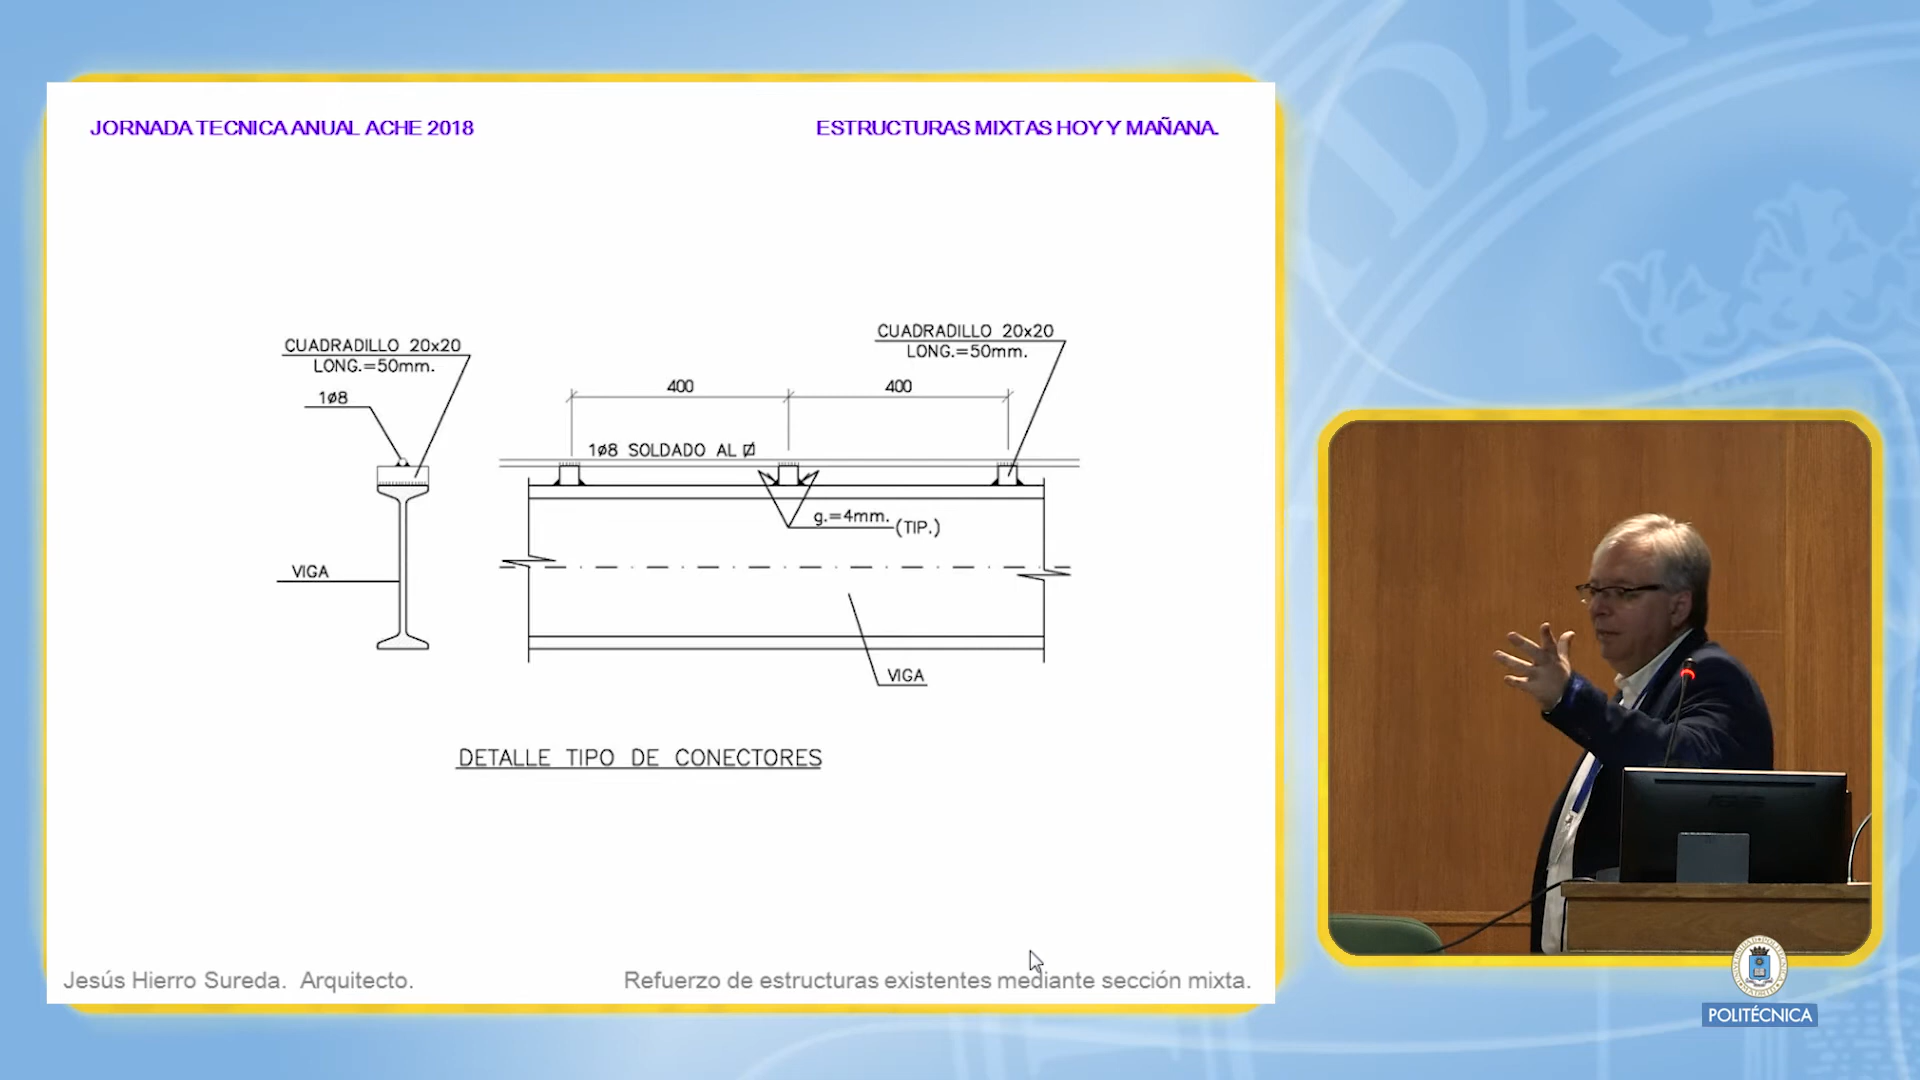 JORNADA TECNICA ANUAL ACHE 2018
ESTRUCTURAS MIXTAS HOY Y MAÑANA.
CUADRADILLO 20x20
LONG.=50mm.
1ø8
VIGA
CUADRADILLO 20x20
LONG.=50mm.
400
400
1ø8 SOLDADO AL
g.=4mm.
(TIP.)
VIGA
DETALLE TIPO DE CONECTORES
Jesús Hierro Sureda. Arquitecto.
Refuerzo de estructuras existentes mediante sección mixta.
POLITÉCNICA